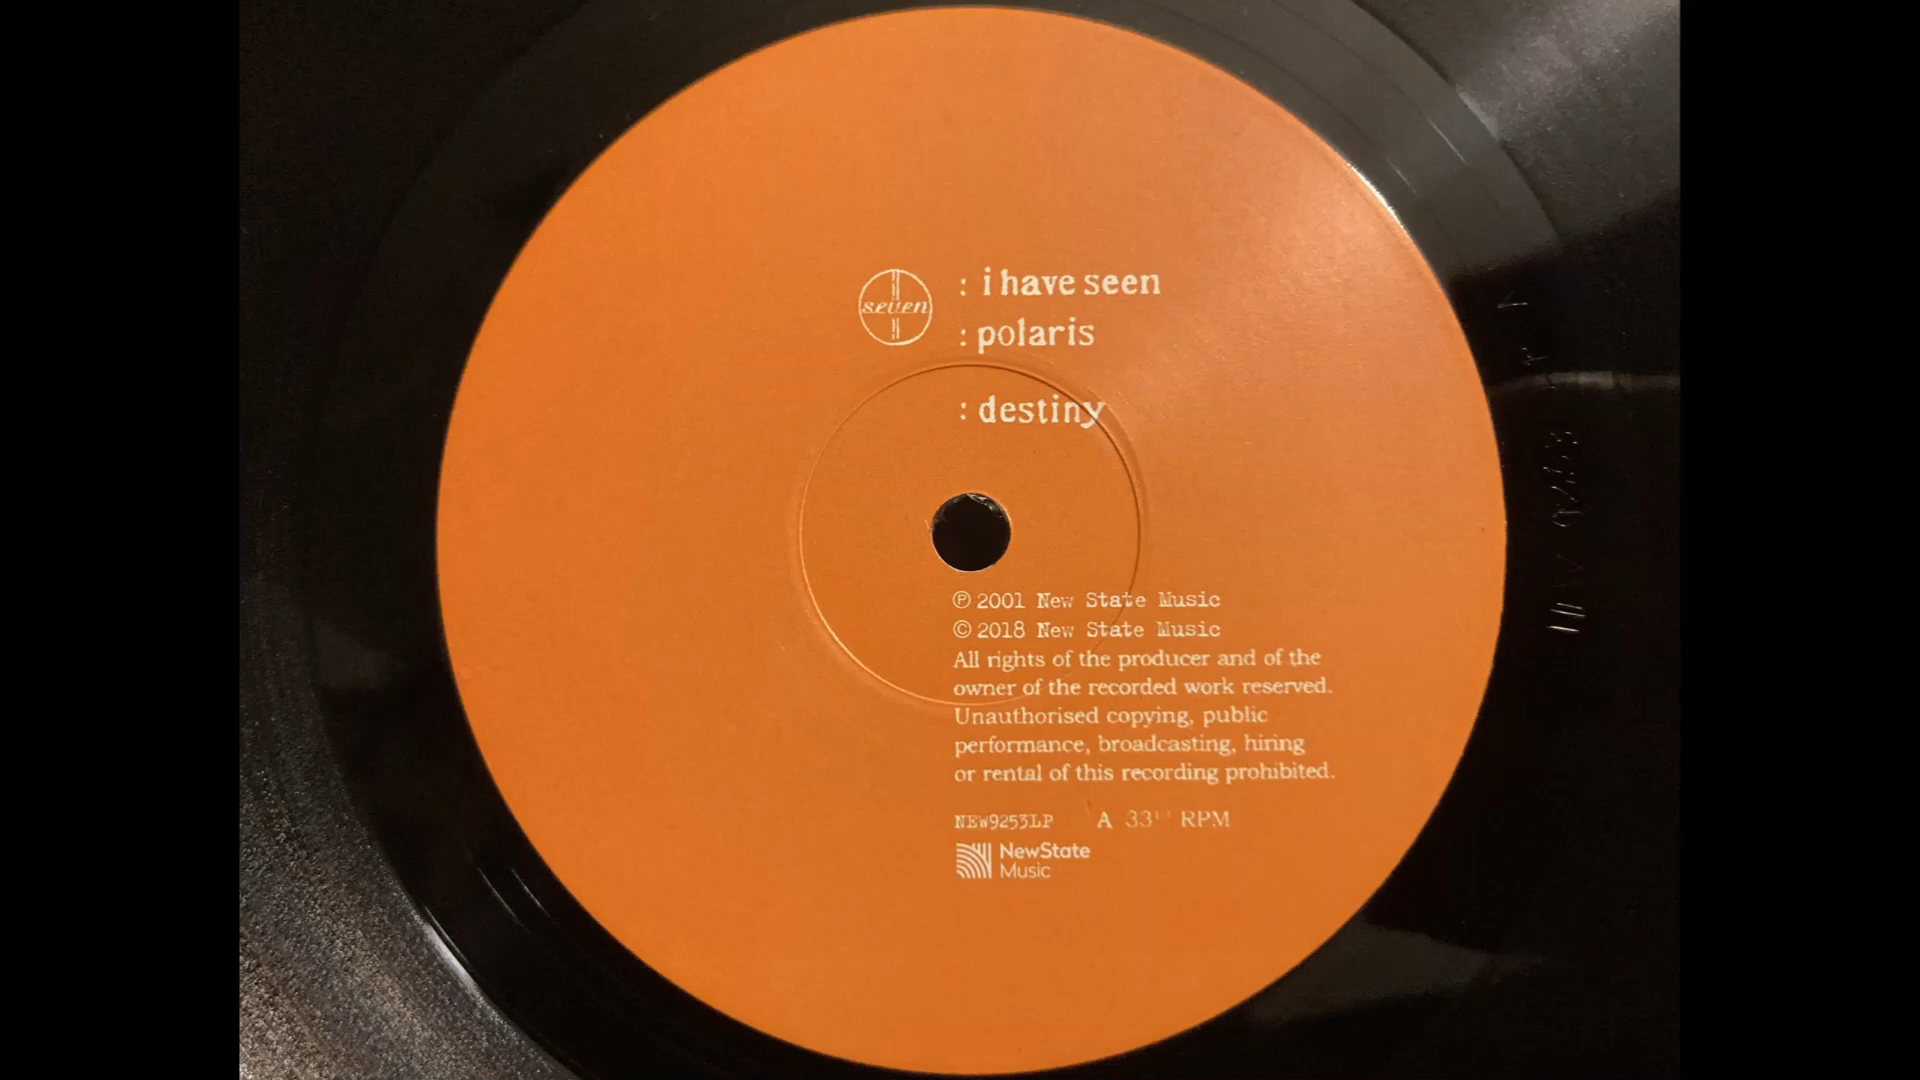 seven
: i have seen
: polaris
: destiny
℗ 2001 New State Music
© 2018 New State Music
All rights of the producer and of the
owner of the recorded work reserved.
Unauthorised copying, public
performance, broadcasting, hiring
or rental of this recording prohibited.
NEW9253LP A 33 RPM
NewState
Music